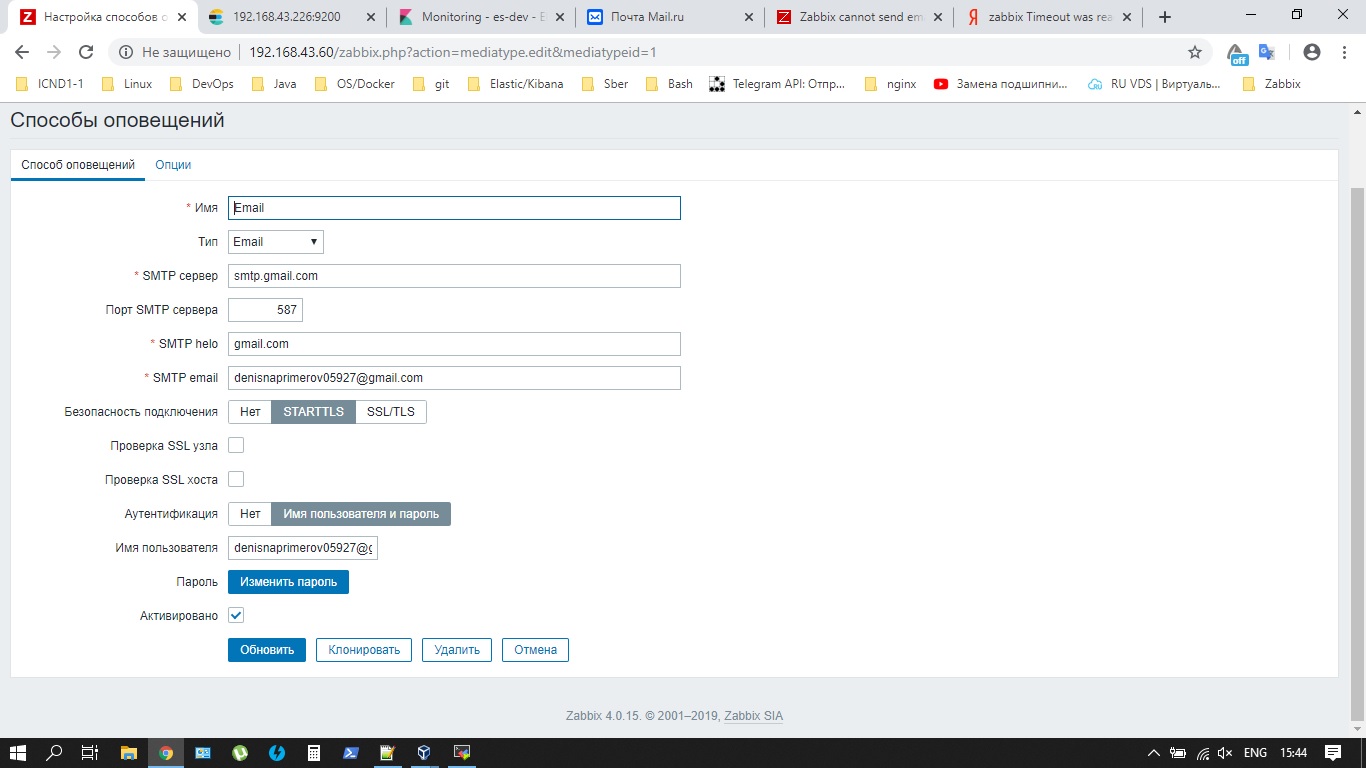 Настройка способов о
192.168.43.226:9200
Monitoring - es-dev - E
Почта Mail.ru
Zabbix cannot send em
zabbix Timeout was rea
Не защищено
192.168.43.60/zabbix.php?action=mediatype.edit&mediatypeid=1
off
ICND1-1
Linux
DevOps
Java
OS/Docker
git
Elastic/Kibana
Sber
Bash
Telegram API: Отпр...
nginx
Замена подшипни...
RU VDS | Виртуаль...
Zabbix
Способы оповещений
Способ оповещений Опции
* Имя Email
Тип Email
* SMTP сервер smtp.gmail.com
Порт SMTP сервера 587
* SMTP helo gmail.com
* SMTP email denisnaprimerov05927@gmail.com
Безопасность подключения Нет STARTTLS SSL/TLS
Проверка SSL узла
Проверка SSL хоста
Аутентификация Нет Имя пользователя и пароль
Имя пользователя denisnaprimerov05927@g
Пароль Изменить пароль
Активировано
Обновить Клонировать Удалить Отмена
Zabbix 4.0.15. © 2001–2019, Zabbix SIA
ENG 15:44